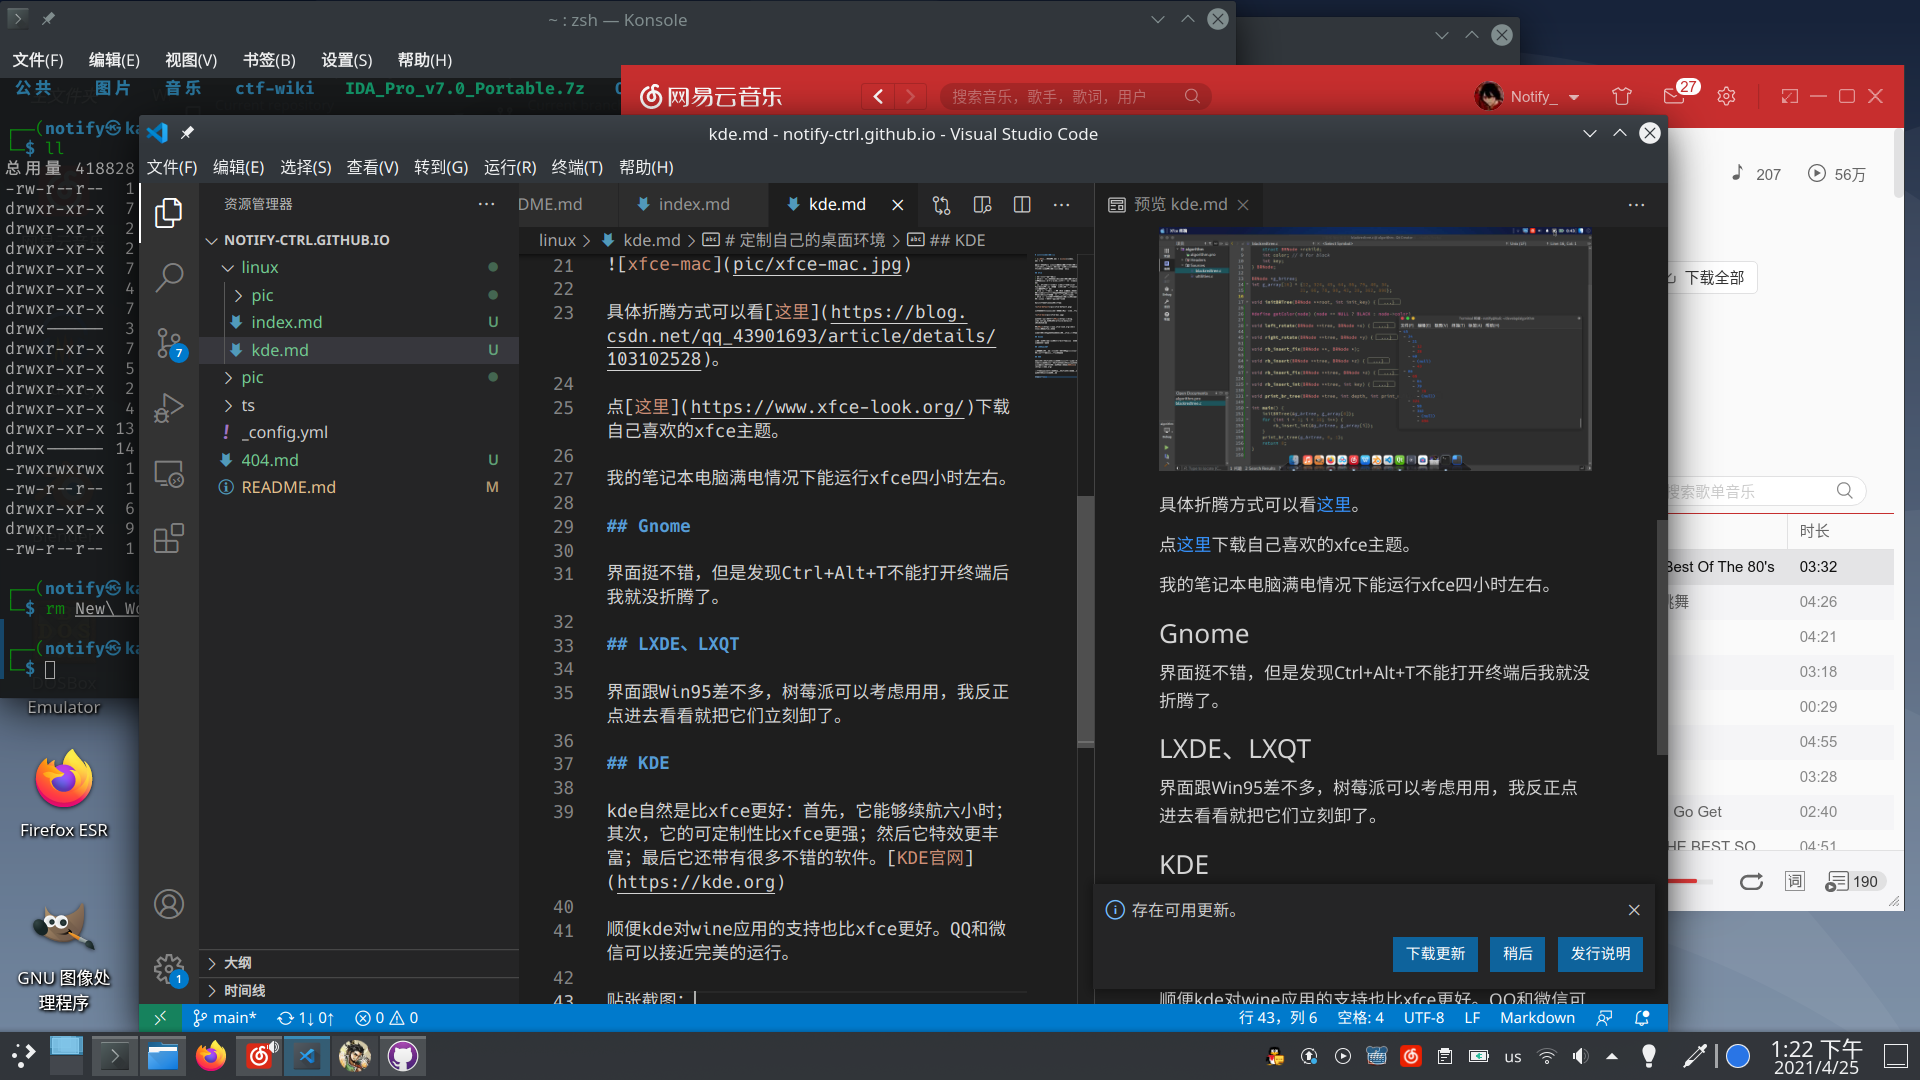 ~ : zsh — Konsole
文件(F) 编辑(E) 视图(V) 书签(B) 设置(S) 帮助(H)
公共 图片 音乐 ctf-wiki IDA_Pro_v7.0_Portable.7z
(notify㉿ka
$ ll
总用量 418828
-rw-r--r-- 1
drwxr-xr-x 7
drwxr-xr-x 2
drwxr-xr-x 2
drwxr-xr-x 7
drwxr-xr-x 4
drwxr-xr-x 7
drwx------ 3
drwxr-xr-x 7
drwxr-xr-x 5
drwxr-xr-x 2
drwxr-xr-x 4
drwxr-xr-x 13
drwx------ 14
-rwxrwxrwx 1
-rw-r--r-- 1
drwxr-xr-x 6
drwxr-xr-x 9
-rw-r--r-- 1
(notify㉿ka
$ rm New\ Wo
(notify㉿ka
$
DOSBox
Emulator
Firefox ESR
GNU 图像处
理程序
网易云音乐
搜索音乐，歌手，歌词，用户
Notify_
27
207
56万
下载全部
搜索歌单音乐
时长
Best Of The 80's 03:32
跳舞 04:26
04:21
03:18
00:29
04:55
03:28
Go Get 02:40
HE BEST SO 04:51
词
190
kde.md - notify-ctrl.github.io - Visual Studio Code
文件(F) 编辑(E) 选择(S) 查看(V) 转到(G) 运行(R) 终端(T) 帮助(H)
资源管理器
NOTIFY-CTRL.GITHUB.IO
linux
pic
index.md U
kde.md U
pic
ts
_config.yml
404.md U
README.md M
大纲
时间线
7
1
DME.md index.md kde.md
linux > kde.md > # 定制自己的桌面环境 > ## KDE
21 ![xfce-mac](pic/xfce-mac.jpg)
22
23 具体折腾方式可以看[这里](https://blog.
csdn.net/qq_43901693/article/details/
103102528)。
24
25 点[这里](https://www.xfce-look.org/)下载
自己喜欢的xfce主题。
26
27 我的笔记本电脑满电情况下能运行xfce四小时左右。
28
29 ## Gnome
30
31 界面挺不错，但是发现Ctrl+Alt+T不能打开终端后
我就没折腾了。
32
33 ## LXDE、LXQT
34
35 界面跟Win95差不多，树莓派可以考虑用用，我反正
点进去看看就把它们立刻卸了。
36
37 ## KDE
38
39 kde自然是比xfce更好：首先，它能够续航六小时；
其次，它的可定制性比xfce更强；然后它特效更丰
富；最后它还带有很多不错的软件。[KDE官网]
(https://kde.org)
40
41 顺便kde对wine应用的支持也比xfce更好。QQ和微
信可以接近完美的运行。
42
43 贴张截图：
预览 kde.md
具体折腾方式可以看这里。
点这里下载自己喜欢的xfce主题。
我的笔记本电脑满电情况下能运行xfce四小时左右。
Gnome
界面挺不错，但是发现Ctrl+Alt+T不能打开终端后我就没
折腾了。
LXDE、LXQT
界面跟Win95差不多，树莓派可以考虑用用，我反正点
进去看看就把它们立刻卸了。
KDE
存在可用更新。
下载更新 稍后 发行说明
顺便kde对wine应用的支持也比xfce更好。QQ和微信可
main* 1↓ 0↑ 0 0
行 43，列 6 空格: 4 UTF-8 LF Markdown
us
1:22 下午
2021/4/25